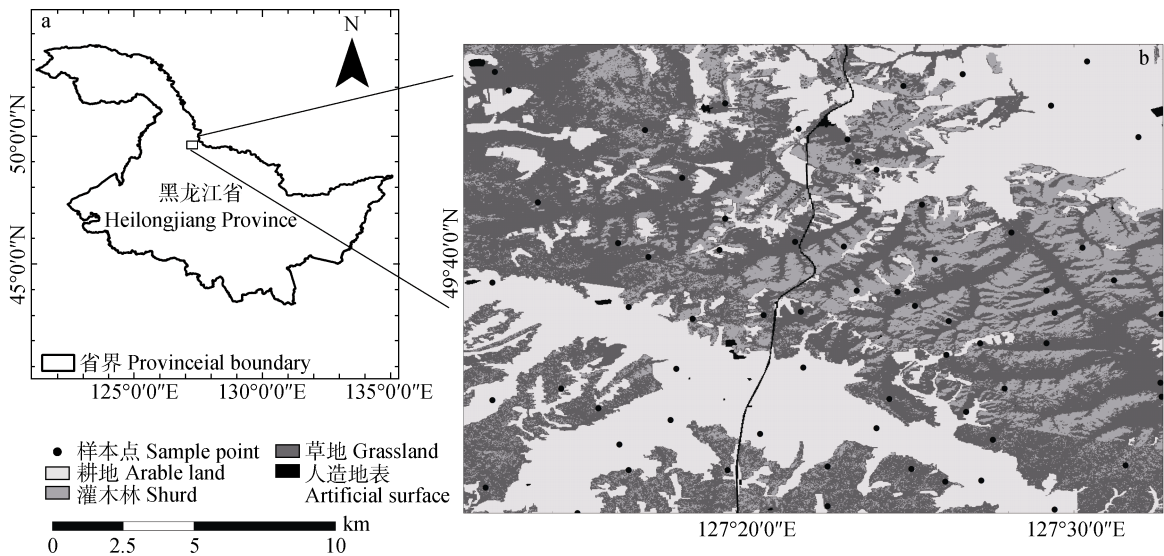 a
N
50°0′0″N
45°0′0″N
黑龙江省
Heilongjiang Province
省界 Provinceial boundary
125°0′0″E
130°0′0″E
135°0′0″E
b
49°40′0″N
127°20′0″E
127°30′0″E
样本点 Sample point
耕地 Arable land
灌木林 Shurd
草地 Grassland
人造地表
Artificial surface
km
0 2.5 5 10